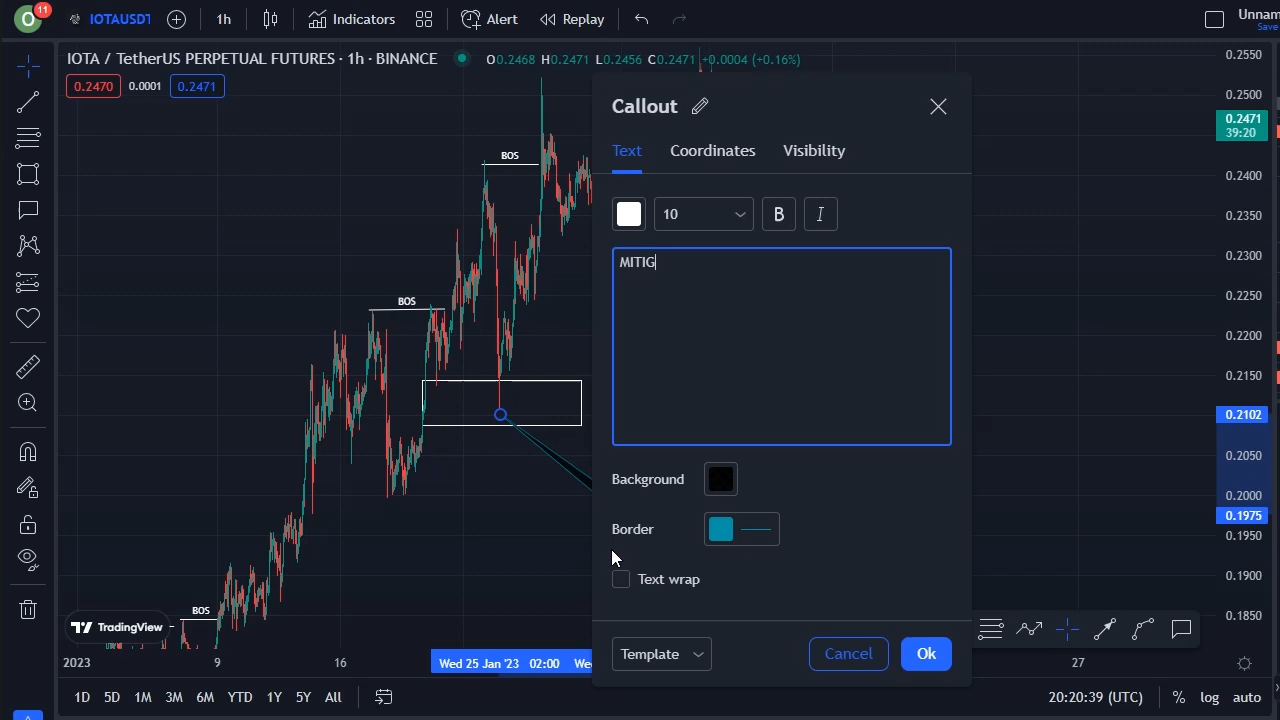 O
11
IOTAUSDT
1h
Indicators
Alert
Replay
Unnam
Save
IOTA / TetherUS PERPETUAL FUTURES · 1h · BINANCE
O0.2468 H0.2471 L0.2456 C0.2471 +0.0004 (+0.16%)
0.2470
0.0001
0.2471
Callout
Text
Coordinates
Visibility
10
B
I
MITIG
Background
Border
Text wrap
Template
Cancel
Ok
BOS
BOS
BOS
TradingView
0.2550
0.2500
0.2471
39:20
0.2400
0.2350
0.2300
0.2250
0.2200
0.2150
0.2102
0.2050
0.2000
0.1975
0.1950
0.1900
0.1850
2023
9
16
Wed 25 Jan '23 02:00 We
27
1D
5D
1M
3M
6M
YTD
1Y
5Y
All
20:20:39 (UTC)
%
log
auto